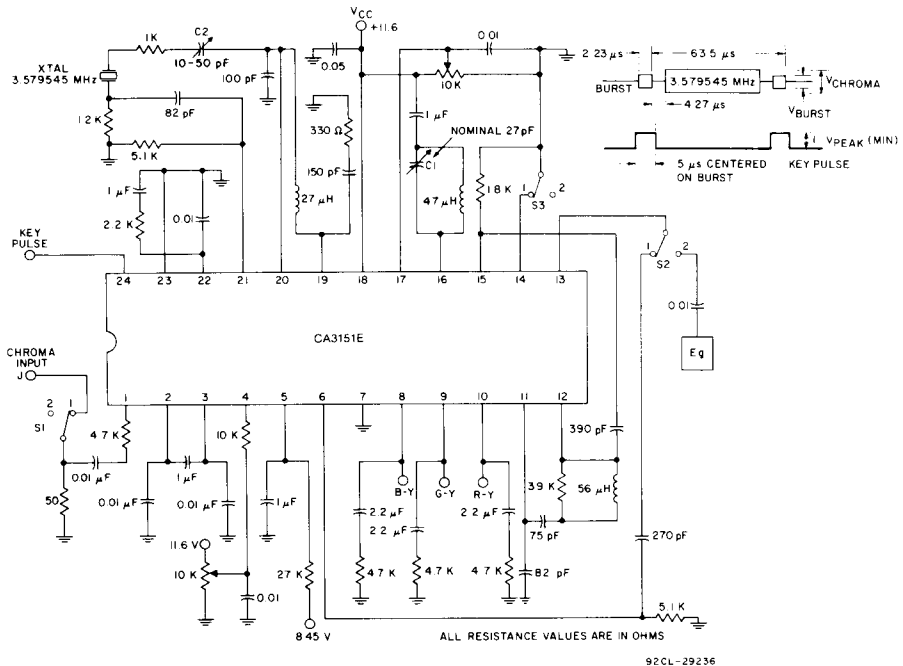 VCC
+11.6
1K
C2
10-50 pF
XTAL
3.579545 MHz
100 pF
0.05
0.01
10K
82 pF
1.2 K
5.1 K
330 Ω
150 pF
27 μH
1 μF
NOMINAL 27pF
C1
47 μH
18 K
1
2
S3
1 μF
2.2 K
0.01
2.23 μs
63.5 μs
BURST
3.579545 MHz
VCHROMA
VBURST
4.27 μs
VPEAK (MIN)
5 μs CENTERED
ON BURST
KEY PULSE
1
2
S2
0.01
Eg
KEY
PULSE
24 23 22 21 20 19 18 17 16 15 14 13
CA3151E
1 2 3 4 5 6 7 8 9 10 11 12
CHROMA
INPUT
J
2
1
S1
4.7 K
0.01 μF
50
0.01 μF
1 μF
0.01 μF
10 K
11.6 V
10 K
0.01
1 μF
27 K
8.45 V
B-Y
G-Y
R-Y
2.2 μF
2.2 μF
2.2 μF
4.7 K
4.7 K
4.7 K
390 pF
39 K
56 μH
75 pF
82 pF
270 pF
5.1 K
ALL RESISTANCE VALUES ARE IN OHMS
92CL-29236